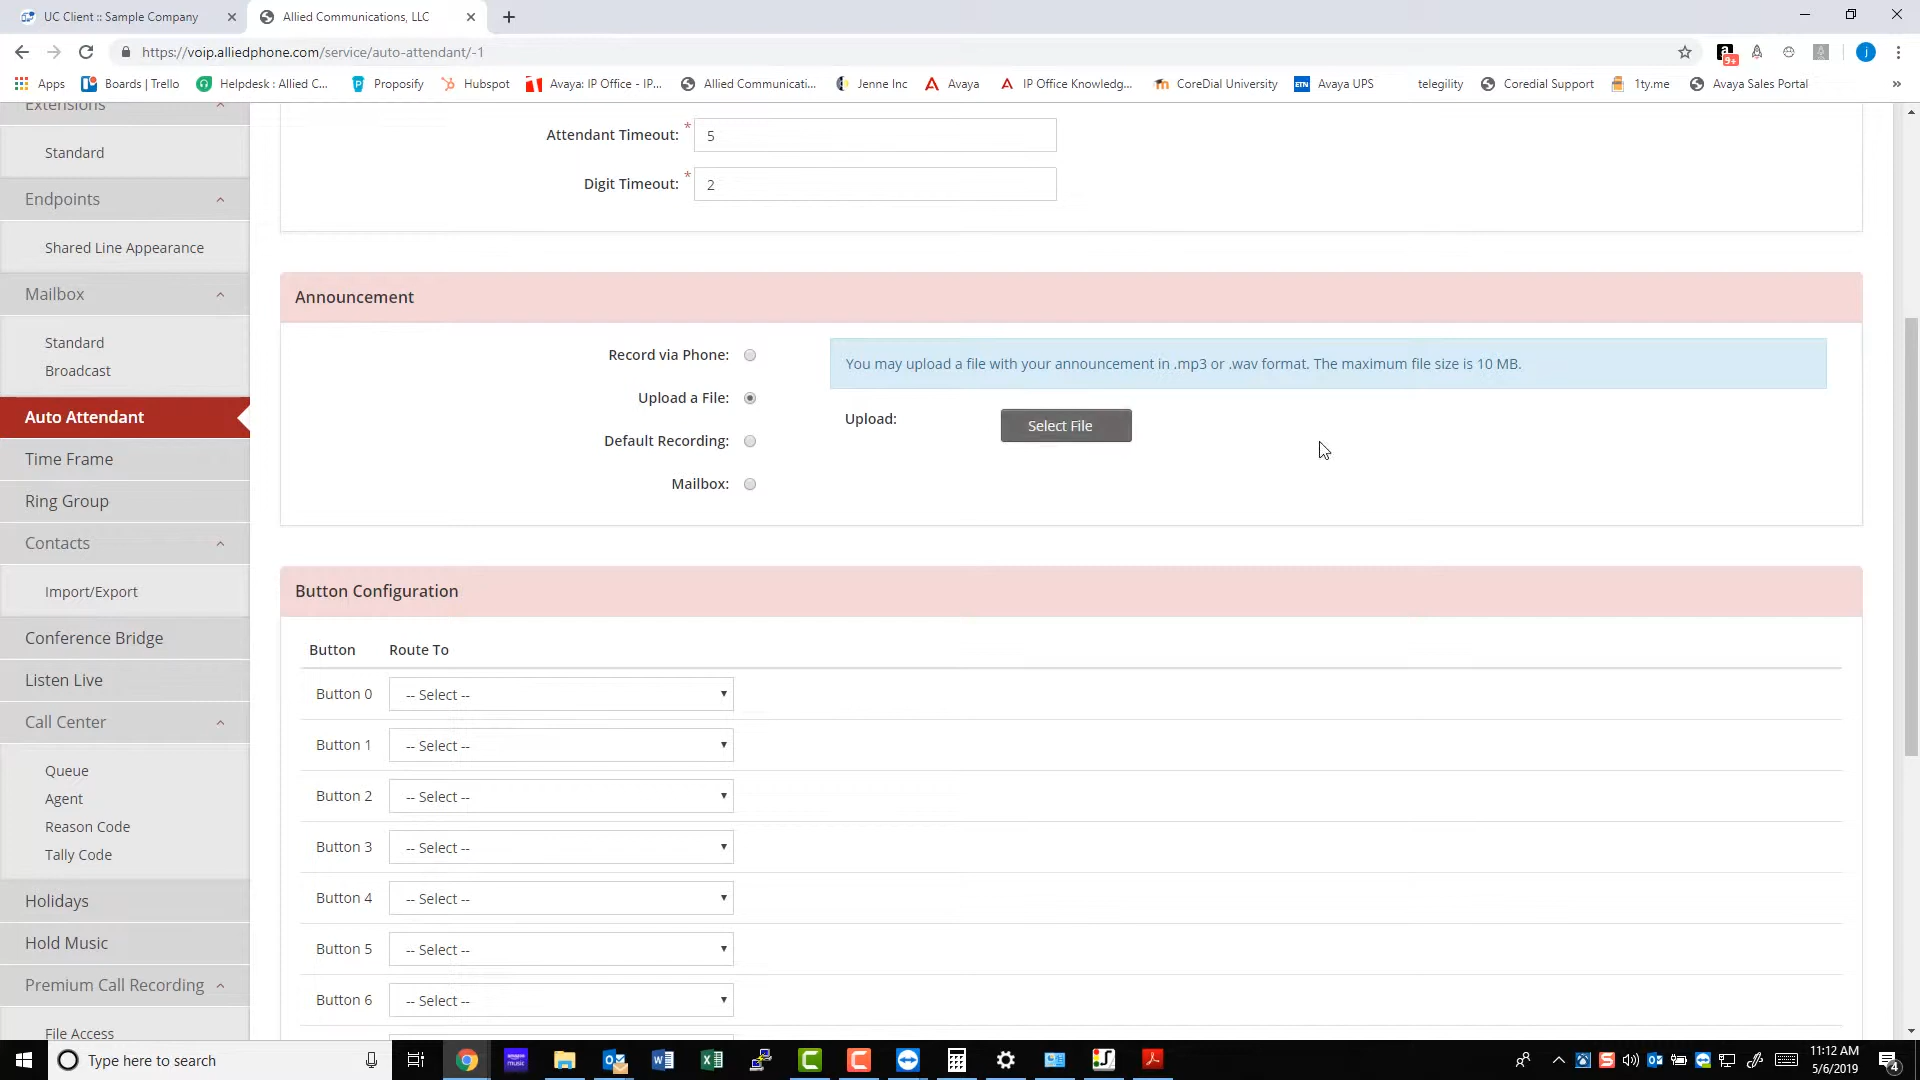 UC Client :: Sample Company
Allied Communications, LLC
https://voip.alliedphone.com/service/auto-attendant/-1
a
9+
j
Apps
Boards | Trello
Helpdesk : Allied C...
Proposify
Hubspot
Avaya: IP Office - IP...
Allied Communicati...
Jenne Inc
Avaya
IP Office Knowledg...
CoreDial University
Avaya UPS
telegility
Coredial Support
1ty.me
Avaya Sales Portal
»
Extensions
Standard
Endpoints
Shared Line Appearance
Mailbox
Standard
Broadcast
Auto Attendant
Time Frame
Ring Group
Contacts
Import/Export
Conference Bridge
Listen Live
Call Center
Queue
Agent
Reason Code
Tally Code
Holidays
Hold Music
Premium Call Recording
File Access
Attendant Timeout: * 5
Digit Timeout: * 2
Announcement
Record via Phone:
Upload a File:
Default Recording:
Mailbox:
You may upload a file with your announcement in .mp3 or .wav format. The maximum file size is 10 MB.
Upload:
Select File
Button Configuration
Button Route To
Button 0 -- Select --
Button 1 -- Select --
Button 2 -- Select --
Button 3 -- Select --
Button 4 -- Select --
Button 5 -- Select --
Button 6 -- Select --
Type here to search
11:12 AM
5/6/2019
4